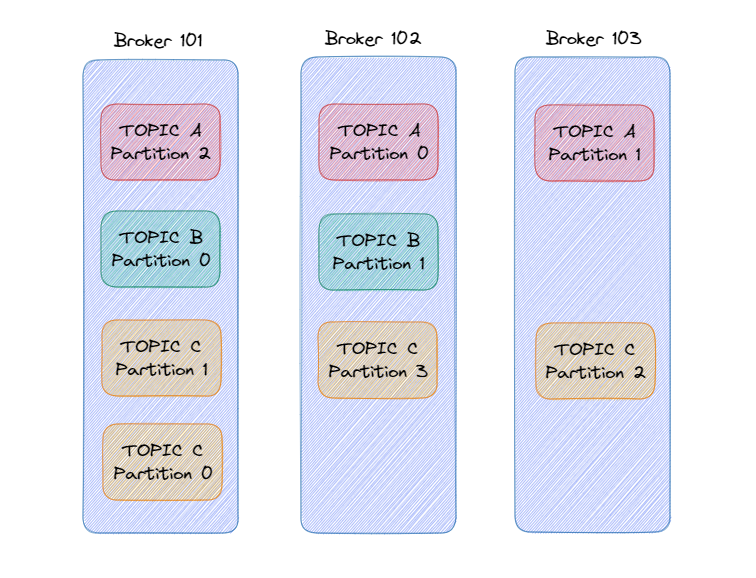 Broker 101
TOPIC A
Partition 2
TOPIC B
Partition 0
TOPIC C
Partition 1
TOPIC C
Partition 0
Broker 102
TOPIC A
Partition 0
TOPIC B
Partition 1
TOPIC C
Partition 3
Broker 103
TOPIC A
Partition 1
TOPIC C
Partition 2